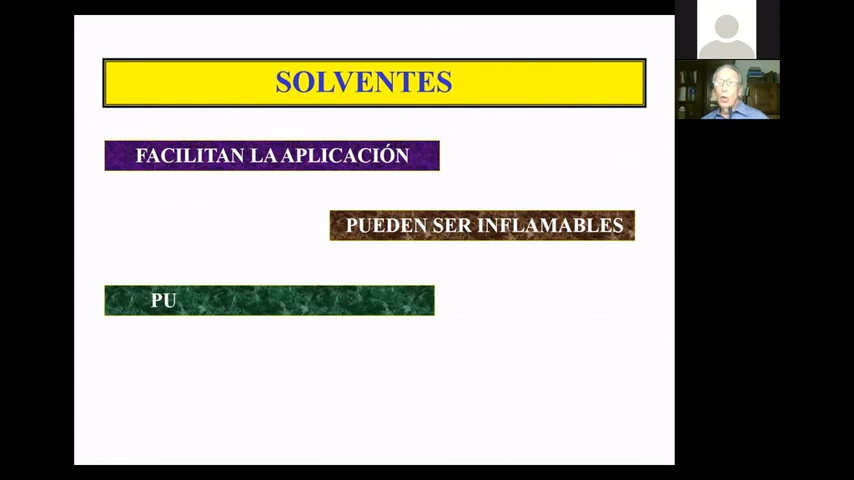 SOLVENTES
FACILITAN LA APLICACIÓN
PUEDEN SER INFLAMABLES
PU